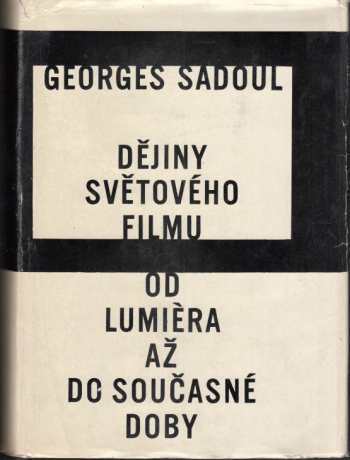 GEORGES SADOUL
DĚJINY
SVĚTOVÉHO
FILMU
OD
LUMIÈRA
AŽ
DO SOUČASNÉ
DOBY